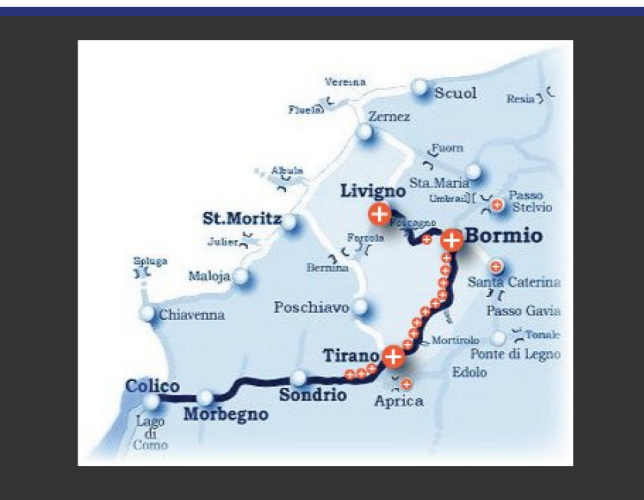 Vereina
Scuol
Resia
Fluela
Zernez
Fuorn
Albula
Sta.Maria
Livigno
Umbrail
Passo
Stelvio
St.Moritz
Foscagno
Bormio
Julier
Forcola
Spluga
Bernina
Maloja
Santa Caterina
Poschiavo
Passo Gavia
Chiavenna
Tonale
Mortirolo
Tirano
Ponte di Legno
Edolo
Colico
Sondrio
Aprica
Morbegno
Lago
di
Como